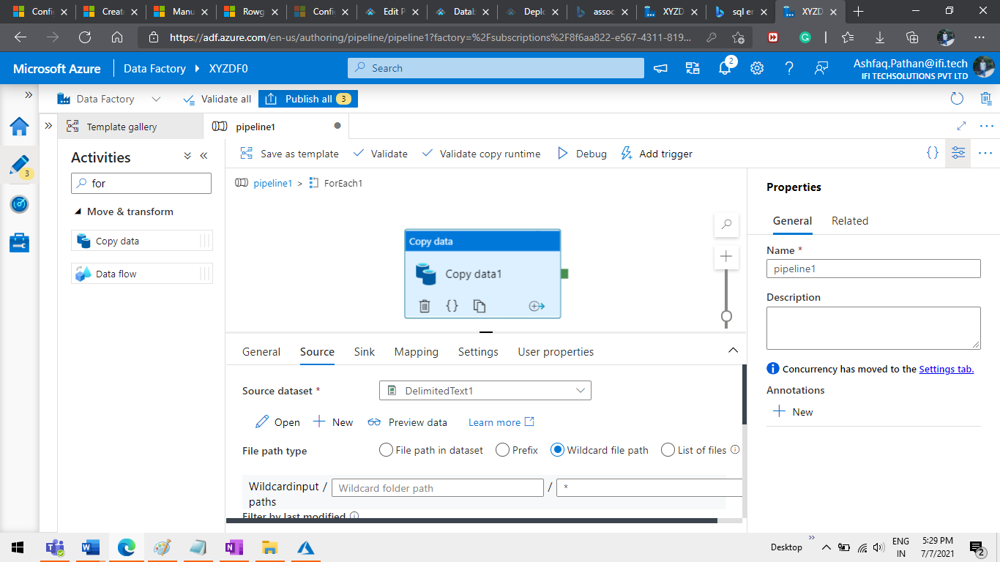 Confi
Create
Manu
Rowg
Config
Edit P
Datab
Deplo
assoc
XYZD
sql er
XYZD
https://adf.azure.com/en-us/authoring/pipeline/pipeline1?factory=%2Fsubscriptions%2F8f6aa822-e567-4311-819...
Microsoft Azure
Data Factory
XYZDF0
Search
2
Ashfaq.Pathan@ifi.tech
IFI TECHSOLUTIONS PVT LTD
Data Factory
Validate all
Publish all 3
Template gallery
pipeline1
3
Activities
for
Move & transform
Copy data
Data flow
Save as template
Validate
Validate copy runtime
Debug
Add trigger
pipeline1 > ForEach1
Copy data
Copy data1
General Source Sink Mapping Settings User properties
Source dataset *
DelimitedText1
Open
New
Preview data
Learn more
File path type
File path in dataset
Prefix
Wildcard file path
List of files
Wildcard paths
input /
Wildcard folder path
/
*
Filter by last modified
Properties
General
Related
Name *
pipeline1
Description
Concurrency has moved to the Settings tab.
Annotations
New
Desktop
ENG
IN
5:29 PM
7/7/2021
2